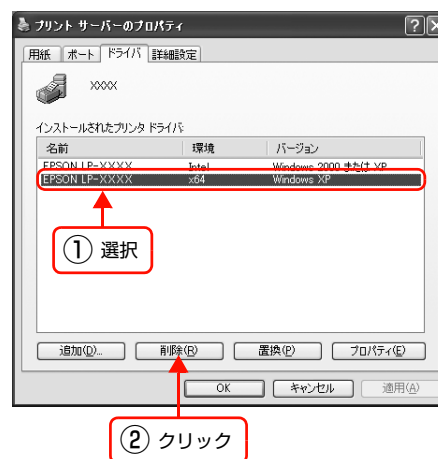 プリント サーバーのプロパティ
用紙 ポート ドライバ 詳細設定
XXXX
インストールされたプリンタ ドライバ:
名前 環境 バージョン
EPSON LP-XXXX Intel Windows 2000 または XP
EPSON LP-XXXX x64 Windows XP
① 選択
追加(D)... 削除(R) 置換(P) プロパティ(E)
OK キャンセル 適用(A)
② クリック